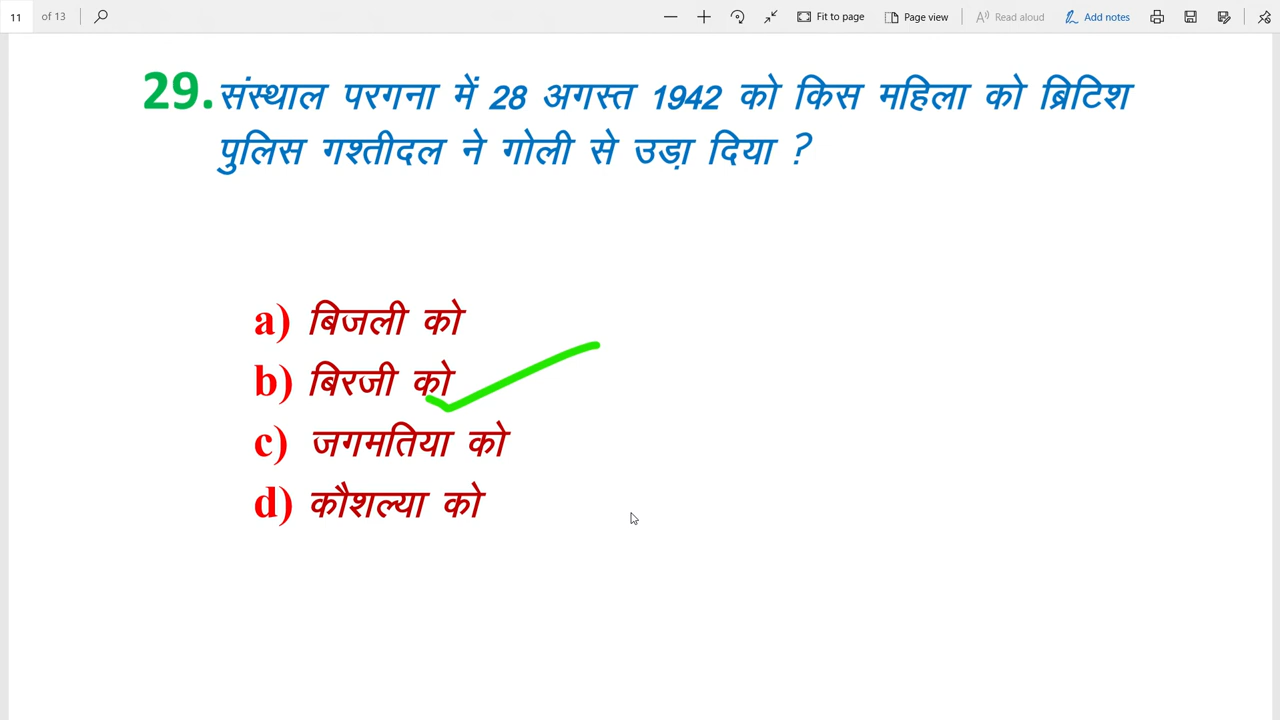 11 of 13 Fit to page Page view Read aloud Add notes
29. संस्थाल परगना में 28 अगस्त 1942 को किस महिला को ब्रिटिश
पुलिस गश्तीदल ने गोली से उड़ा दिया ?
a) बिजली को
b) बिरजी को
c) जगमतिया को
d) कौशल्या को